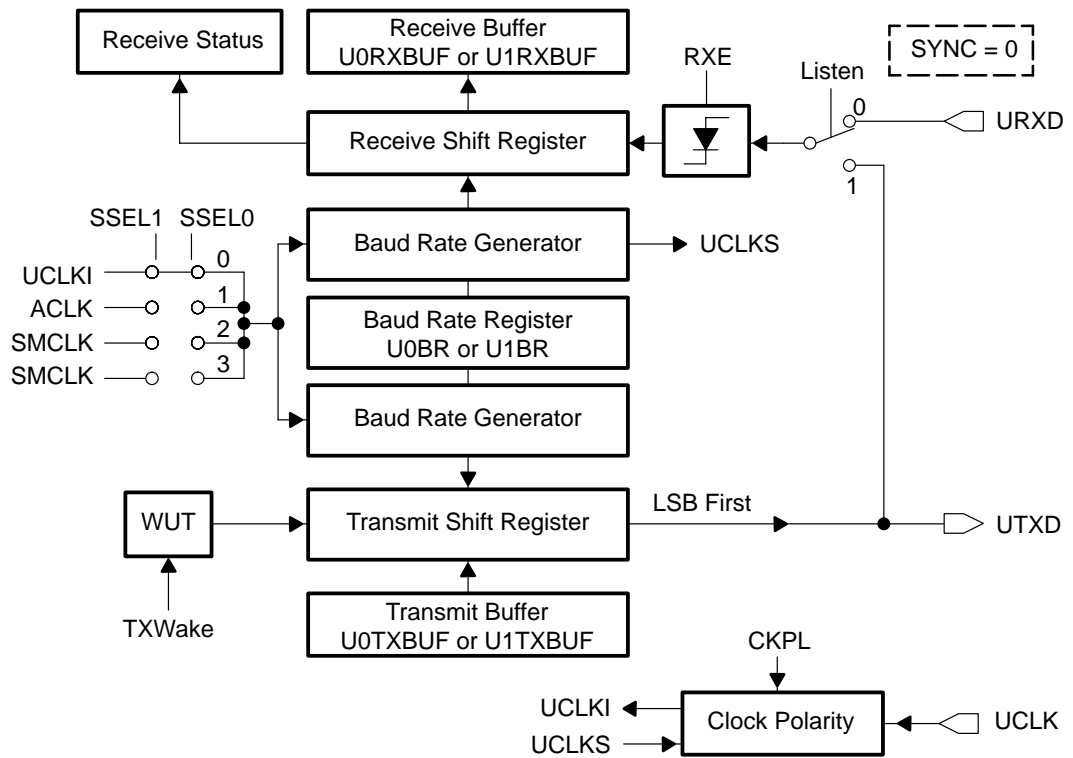 Receive Status
Receive Buffer
U0RXBUF or U1RXBUF
SYNC = 0
RXE
Listen
0
URXD
Receive Shift Register
1
SSEL1 SSEL0
Baud Rate Generator
UCLKS
UCLKI
0
ACLK
1
SMCLK
2
SMCLK
3
Baud Rate Register
U0BR or U1BR
Baud Rate Generator
WUT
Transmit Shift Register
LSB First
UTXD
TXWake
Transmit Buffer
U0TXBUF or U1TXBUF
CKPL
UCLKI
UCLKS
Clock Polarity
UCLK